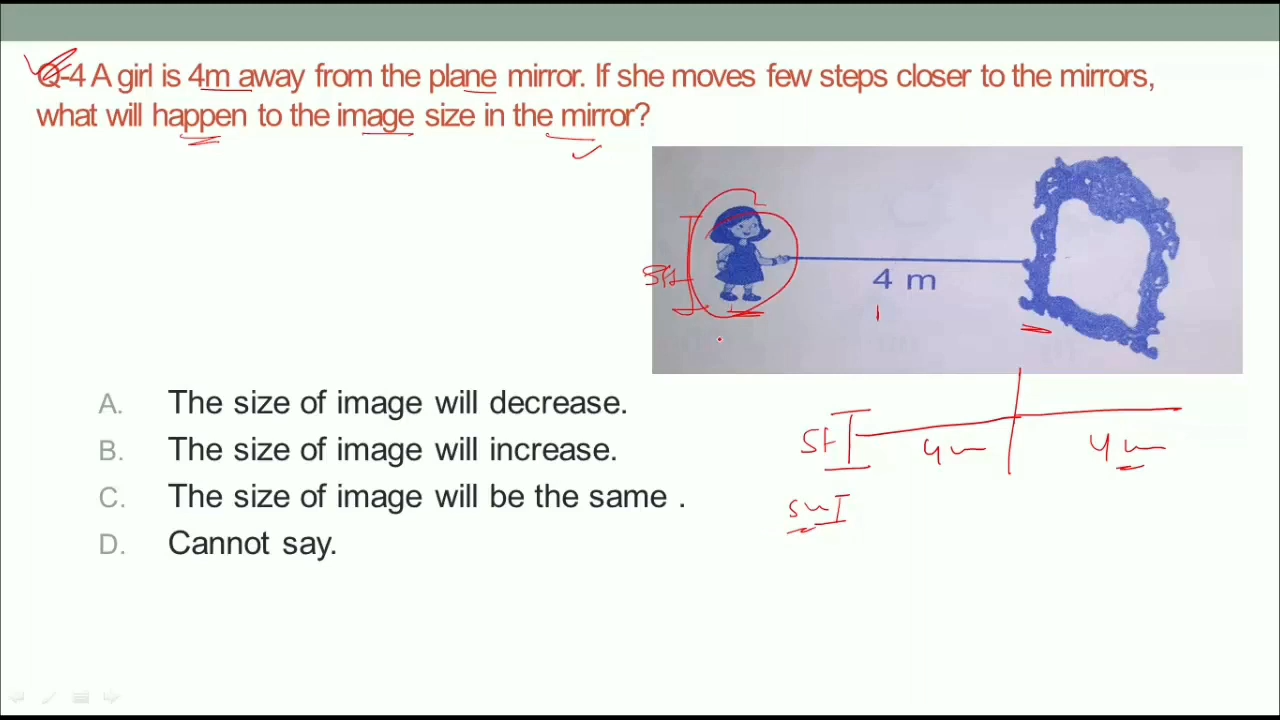 Q-4 A girl is 4m away from the plane mirror. If she moves few steps closer to the mirrors,
what will happen to the image size in the mirror?
4 m
A. The size of image will decrease.
B. The size of image will increase.
C. The size of image will be the same .
D. Cannot say.
5f 4m 4m